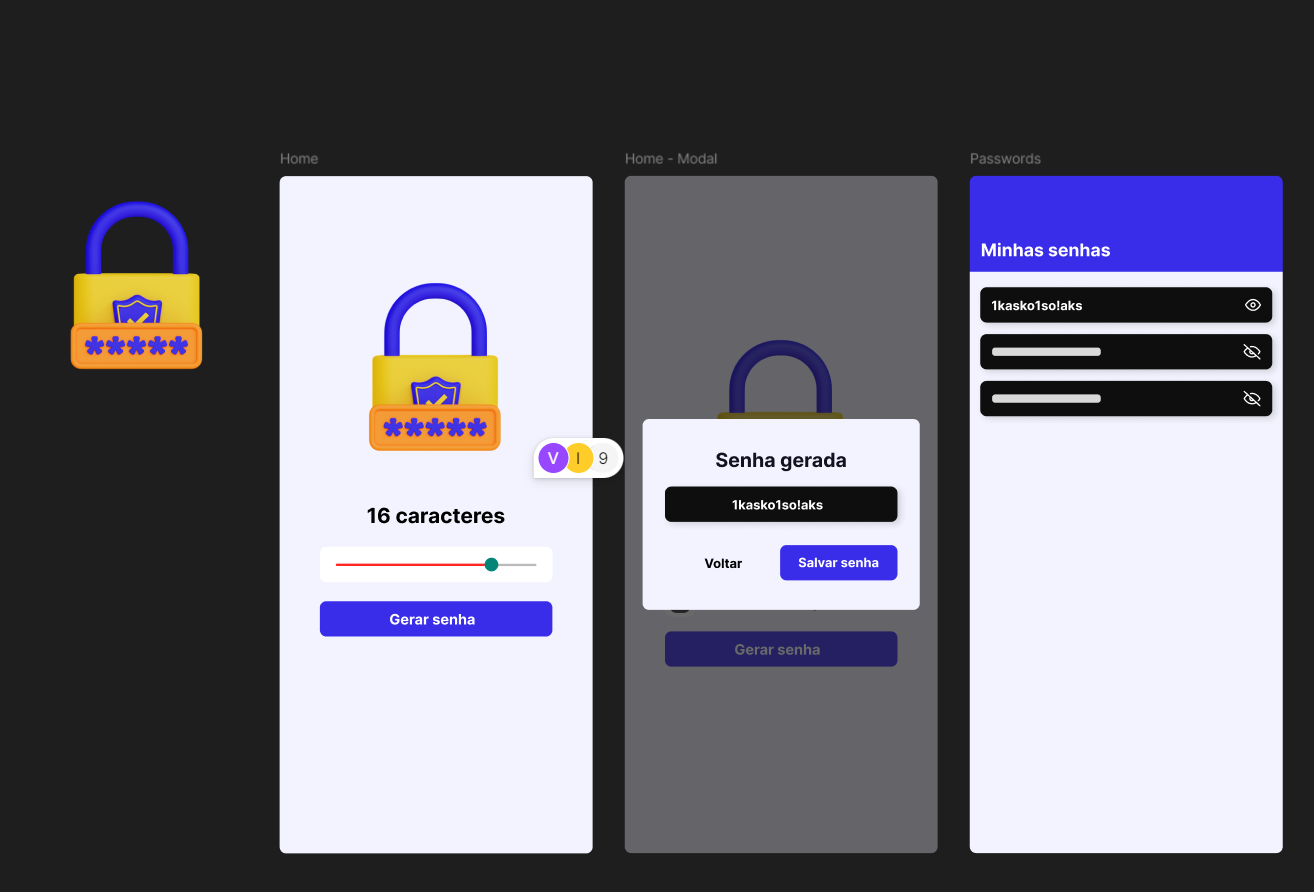 Home
*****
16 caracteres
Gerar senha
V I 9
Home - Modal
Senha gerada
1kasko1so!aks
Voltar
Salvar senha
Gerar senha
Passwords
Minhas senhas
1kasko1so!aks
*****